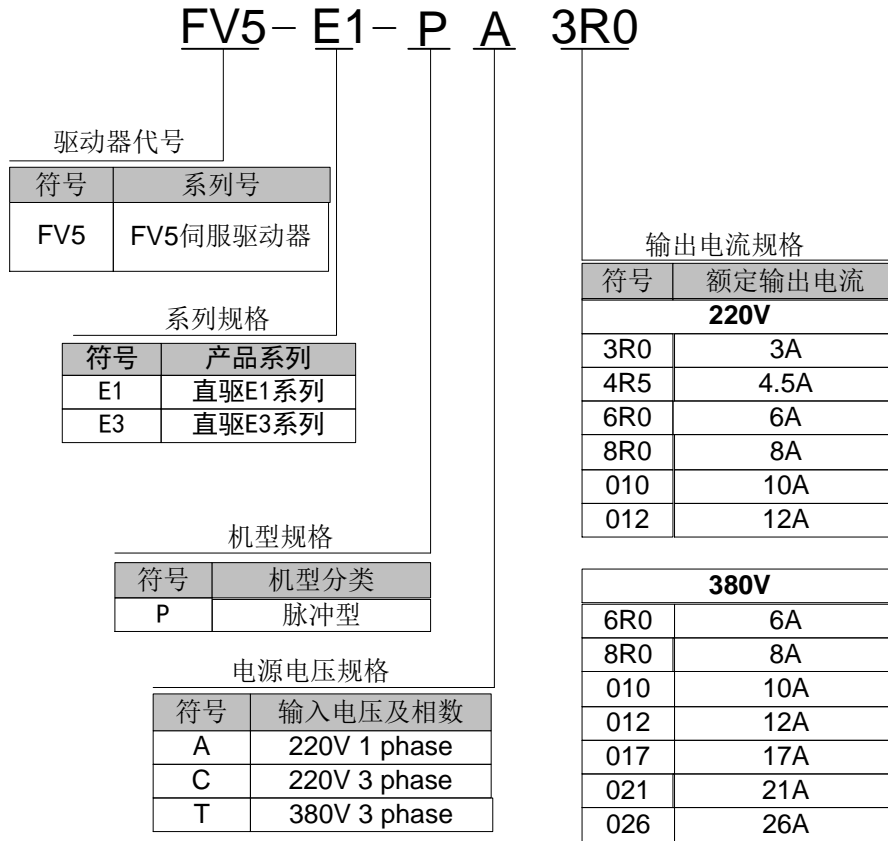 FV5－ E1－ P A 3R0
驱动器代号
符号 系列号
FV5 FV5伺服驱动器
系列规格
符号 产品系列
E1 直驱E1系列
E3 直驱E3系列
机型规格
符号 机型分类
P 脉冲型
电源电压规格
符号 输入电压及相数
A 220V 1 phase
C 220V 3 phase
T 380V 3 phase
输出电流规格
符号 额定输出电流
220V
3R0 3A
4R5 4.5A
6R0 6A
8R0 8A
010 10A
012 12A
380V
6R0 6A
8R0 8A
010 10A
012 12A
017 17A
021 21A
026 26A